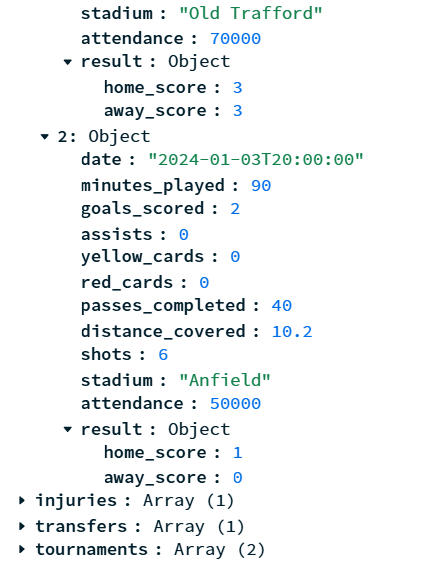 stadium : "Old Trafford"
attendance : 70000
result : Object
home_score : 3
away_score : 3
2: Object
date : "2024-01-03T20:00:00"
minutes_played : 90
goals_scored : 2
assists : 0
yellow_cards : 0
red_cards : 0
passes_completed : 40
distance_covered : 10.2
shots : 6
stadium : "Anfield"
attendance : 50000
result : Object
home_score : 1
away_score : 0
injuries : Array (1)
transfers : Array (1)
tournaments : Array (2)